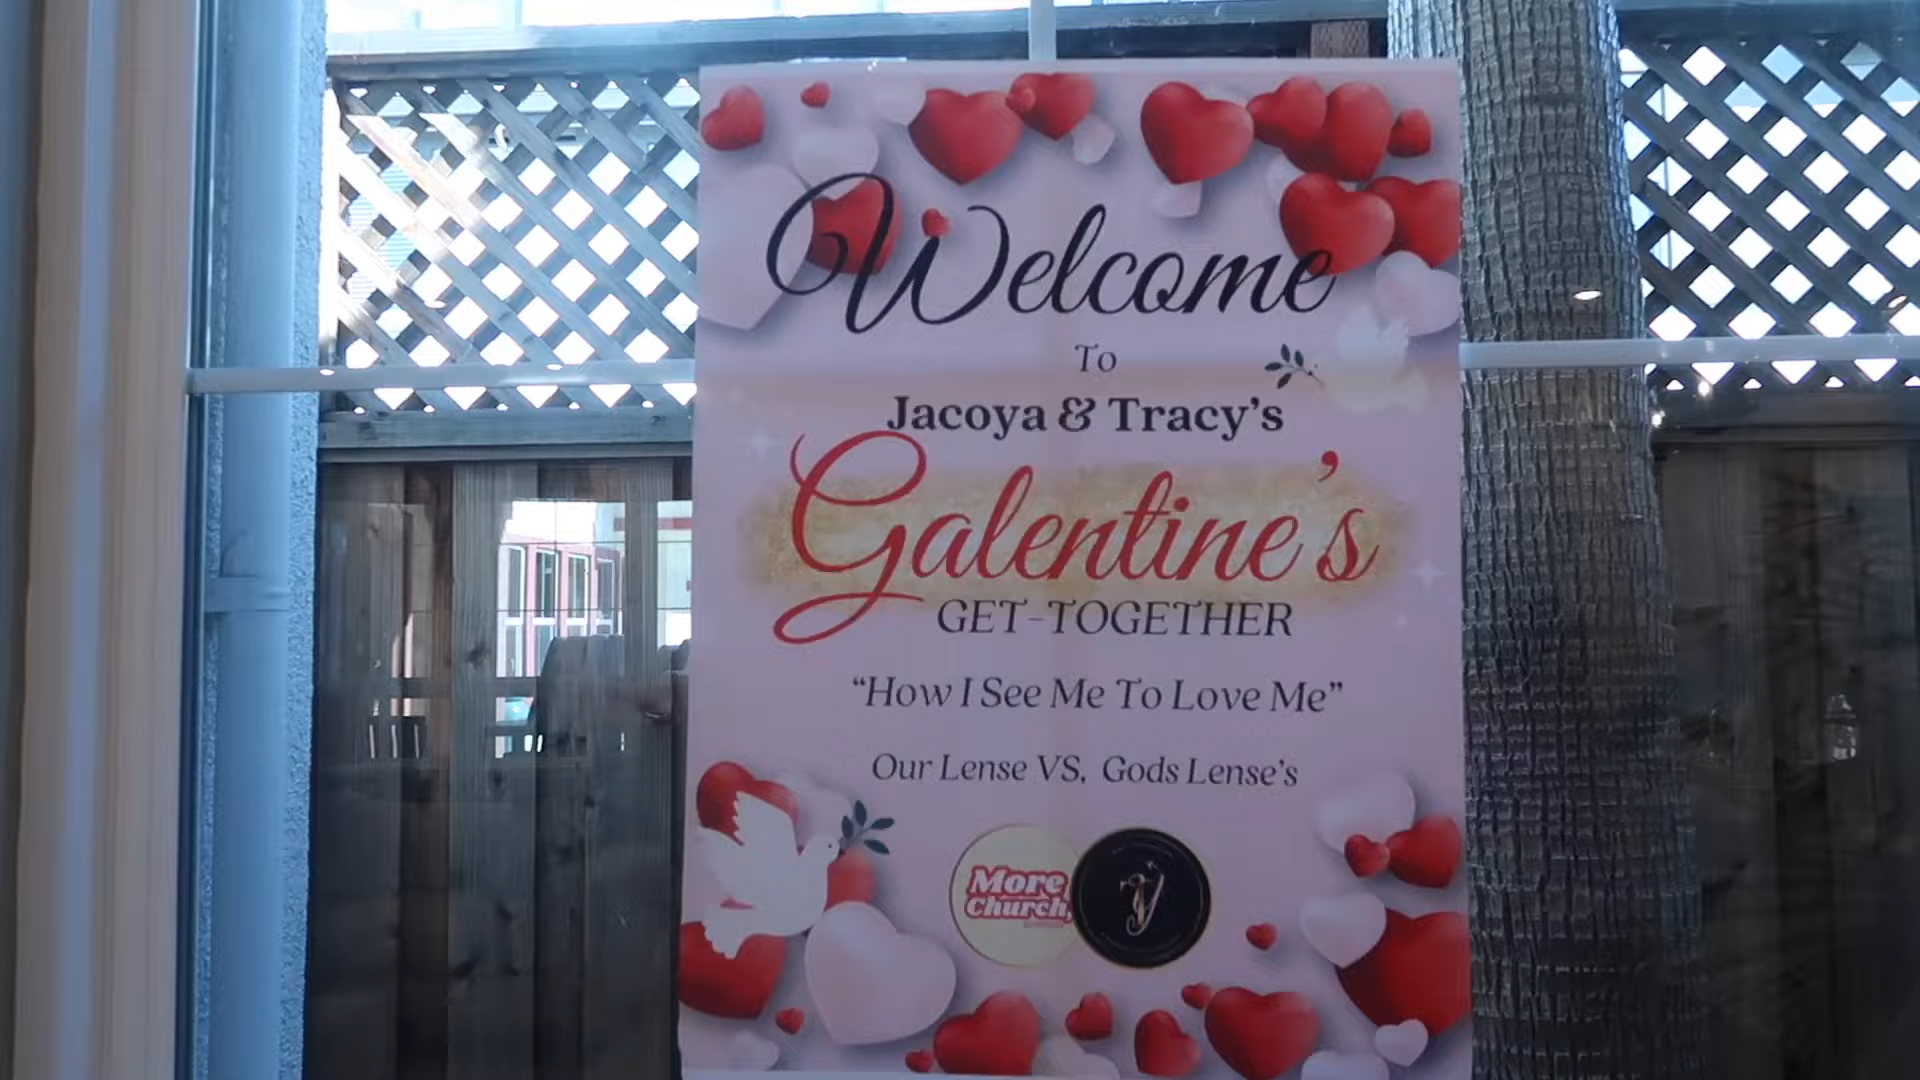 Welcome
To
Jacoya & Tracy's
Galentine's
GET-TOGETHER
“How I See Me To Love Me”
Our Lense VS, Gods Lense's
More
Church,